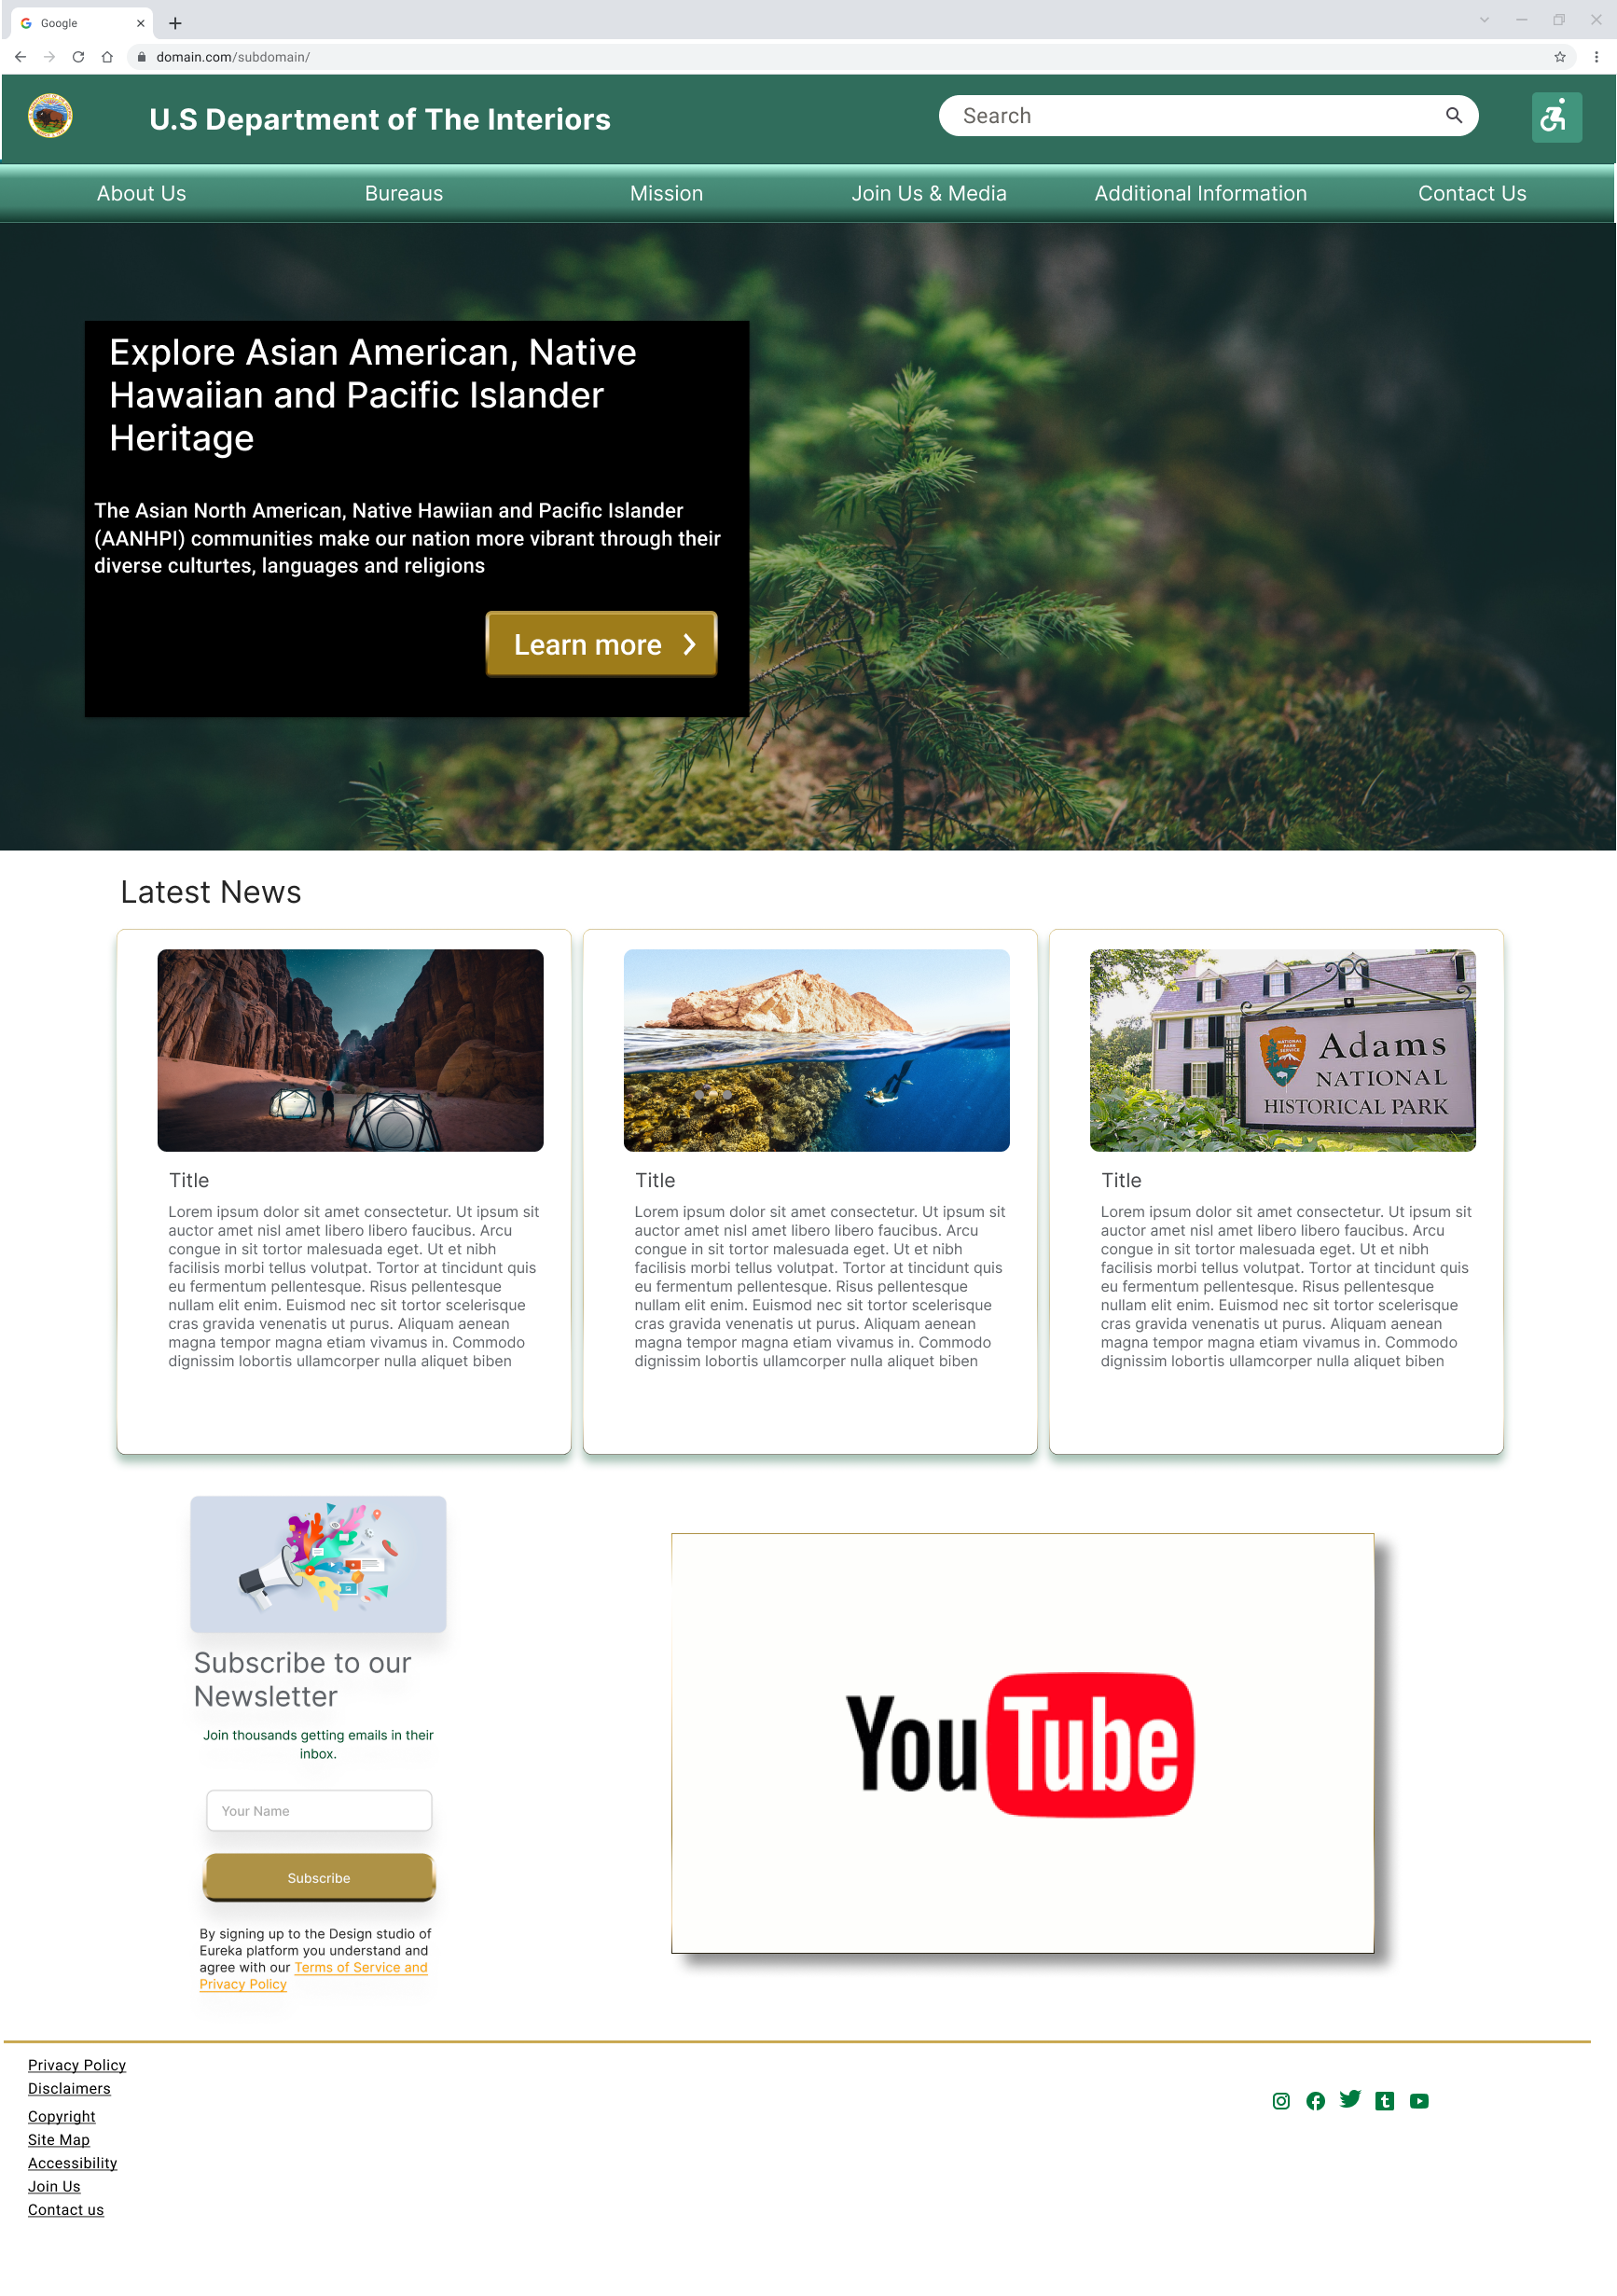 Google
domain.com/subdomain/
U.S Department of The Interiors
Search
About Us
Bureaus
Mission
Join Us & Media
Additional Information
Contact Us
Explore Asian American, Native
Hawaiian and Pacific Islander
Heritage
The Asian North American, Native Hawiian and Pacific Islander
(AANHPI) communities make our nation more vibrant through their
diverse culturtes, languages and religions
Learn more
Latest News
Title
Lorem ipsum dolor sit amet consectetur. Ut ipsum sit
auctor amet nisl amet libero libero faucibus. Arcu
congue in sit tortor malesuada eget. Ut et nibh
facilisis morbi tellus volutpat. Tortor at tincidunt quis
eu fermentum pellentesque. Risus pellentesque
nullam elit enim. Euismod nec sit tortor scelerisque
cras gravida venenatis ut purus. Aliquam aenean
magna tempor magna etiam vivamus in. Commodo
dignissim lobortis ullamcorper nulla aliquet biben
Title
Lorem ipsum dolor sit amet consectetur. Ut ipsum sit
auctor amet nisl amet libero libero faucibus. Arcu
congue in sit tortor malesuada eget. Ut et nibh
facilisis morbi tellus volutpat. Tortor at tincidunt quis
eu fermentum pellentesque. Risus pellentesque
nullam elit enim. Euismod nec sit tortor scelerisque
cras gravida venenatis ut purus. Aliquam aenean
magna tempor magna etiam vivamus in. Commodo
dignissim lobortis ullamcorper nulla aliquet biben
NATIONAL
PARK
SERVICE
Adams
NATIONAL
HISTORICAL PARK
Title
Lorem ipsum dolor sit amet consectetur. Ut ipsum sit
auctor amet nisl amet libero libero faucibus. Arcu
congue in sit tortor malesuada eget. Ut et nibh
facilisis morbi tellus volutpat. Tortor at tincidunt quis
eu fermentum pellentesque. Risus pellentesque
nullam elit enim. Euismod nec sit tortor scelerisque
cras gravida venenatis ut purus. Aliquam aenean
magna tempor magna etiam vivamus in. Commodo
dignissim lobortis ullamcorper nulla aliquet biben
Subscribe to our
Newsletter
Join thousands getting emails in their
inbox.
Your Name
Subscribe
By signing up to the Design studio of
Eureka platform you understand and
agree with our Terms of Service and
Privacy Policy
YouTube
Privacy Policy
Disclaimers
Copyright
Site Map
Accessibility
Join Us
Contact us